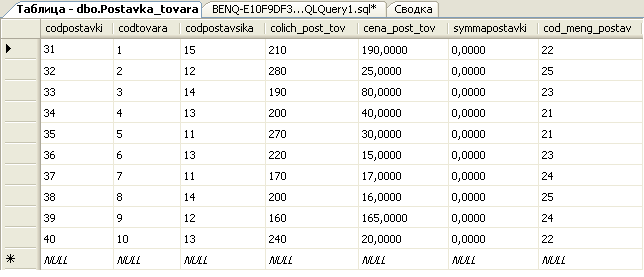 Таблица - dbo.Postavka_tovara BENQ-E10F9DF3...QLQuery1.sql* Сводка
codpostavki codtovara codpostavsika colich_post_tov cena_post_tov symmapostavki cod_meng_postav
31 1 15 210 190,0000 0,0000 22
32 2 12 280 25,0000 0,0000 25
33 3 14 190 80,0000 0,0000 23
34 4 13 200 40,0000 0,0000 21
35 5 11 270 30,0000 0,0000 21
36 6 13 220 15,0000 0,0000 23
37 7 11 170 17,0000 0,0000 24
38 8 14 200 16,0000 0,0000 25
39 9 12 160 165,0000 0,0000 24
40 10 13 240 20,0000 0,0000 22
NULL NULL NULL NULL NULL NULL NULL